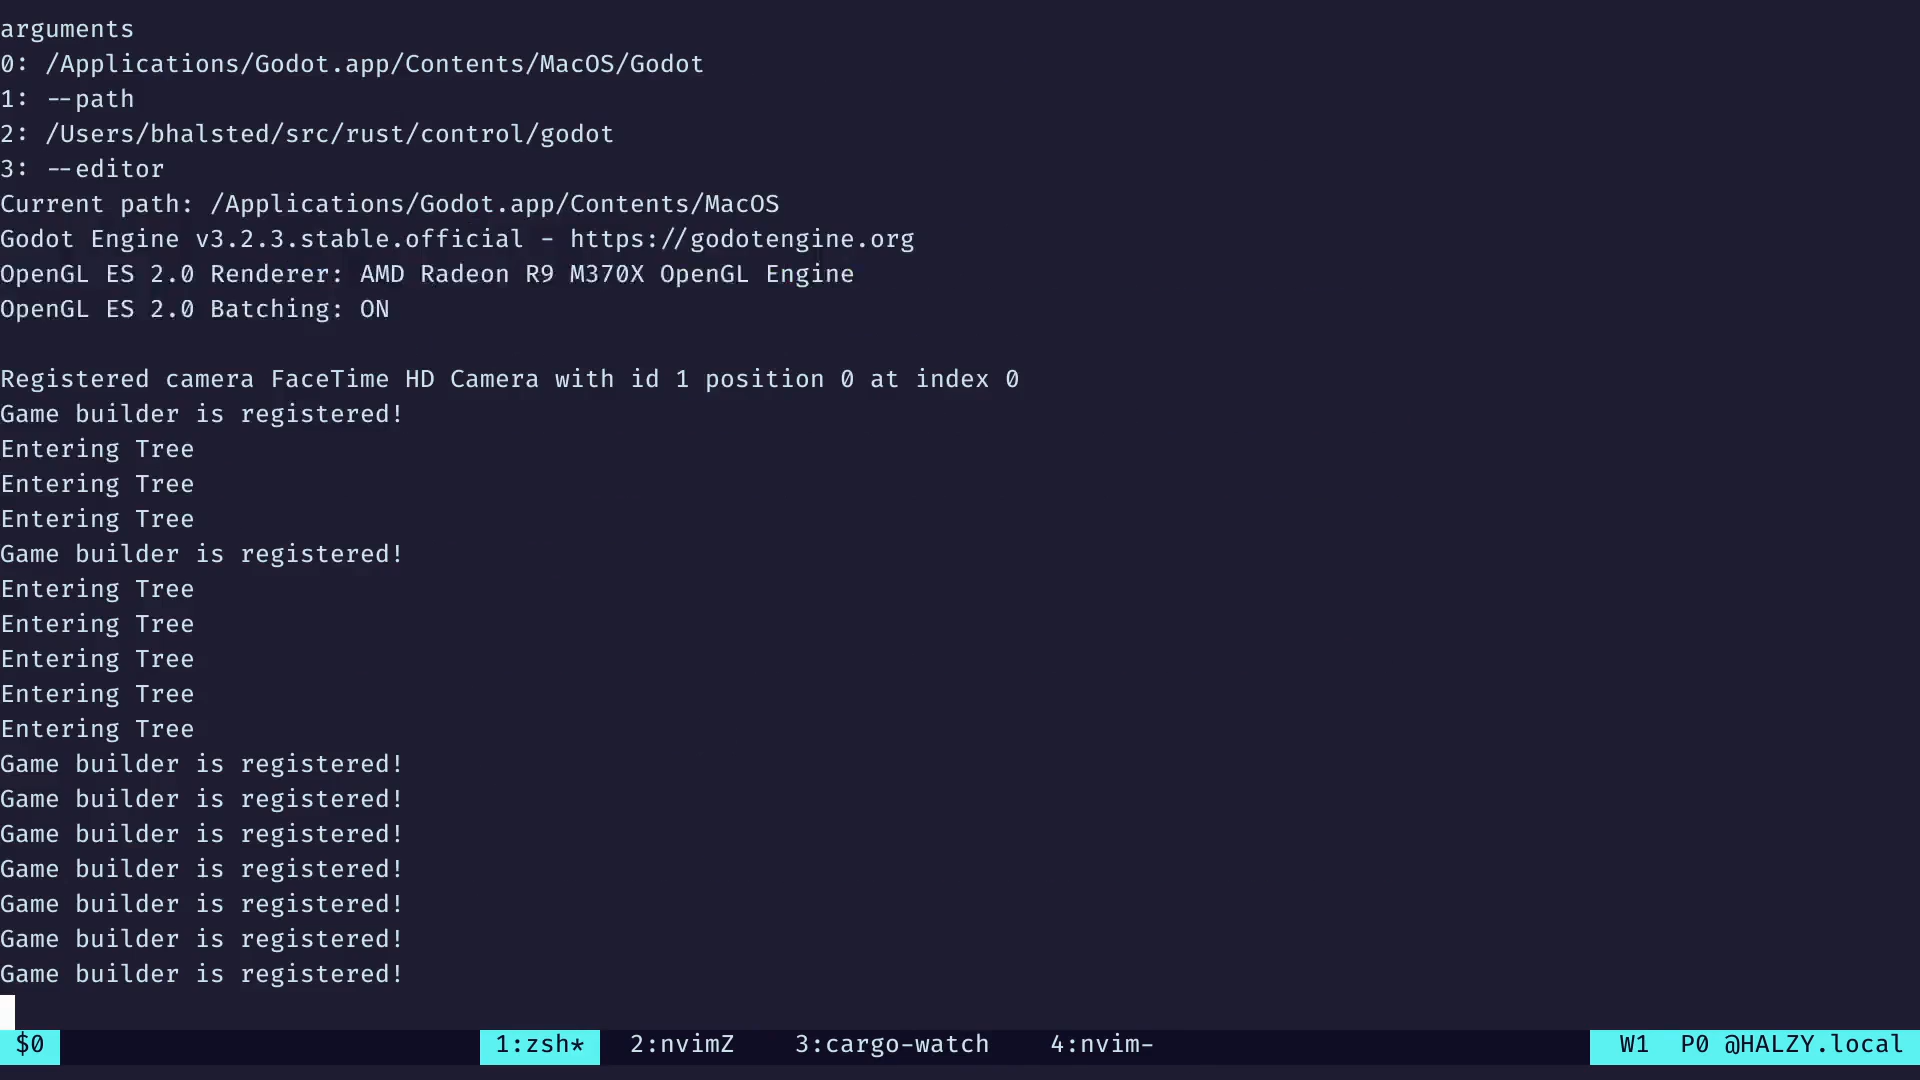 arguments
0: /Applications/Godot.app/Contents/MacOS/Godot
1: --path
2: /Users/bhalsted/src/rust/control/godot
3: --editor
Current path: /Applications/Godot.app/Contents/MacOS
Godot Engine v3.2.3.stable.official - https://godotengine.org
OpenGL ES 2.0 Renderer: AMD Radeon R9 M370X OpenGL Engine
OpenGL ES 2.0 Batching: ON
Registered camera FaceTime HD Camera with id 1 position 0 at index 0
Game builder is registered!
Entering Tree
Entering Tree
Entering Tree
Game builder is registered!
Entering Tree
Entering Tree
Entering Tree
Entering Tree
Entering Tree
Game builder is registered!
Game builder is registered!
Game builder is registered!
Game builder is registered!
Game builder is registered!
Game builder is registered!
Game builder is registered!
$0 1:zsh* 2:nvimZ 3:cargo-watch 4:nvim- W1 P0 @HALZY.local